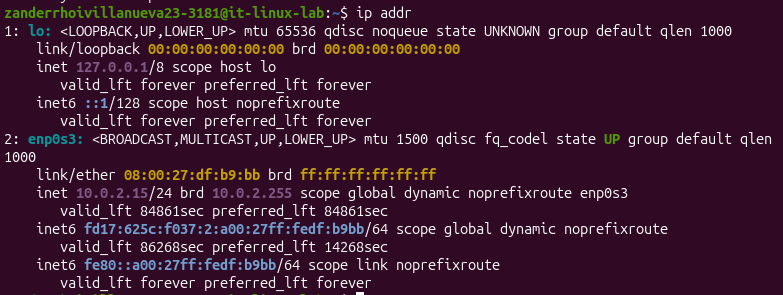 zanderrhoivillanueva23-3181@it-linux-lab:~$ ip addr
1: lo: <LOOPBACK,UP,LOWER_UP> mtu 65536 qdisc noqueue state UNKNOWN group default qlen 1000
    link/loopback 00:00:00:00:00:00 brd 00:00:00:00:00:00
    inet 127.0.0.1/8 scope host lo
       valid_lft forever preferred_lft forever
    inet6 ::1/128 scope host noprefixroute
       valid_lft forever preferred_lft forever
2: enp0s3: <BROADCAST,MULTICAST,UP,LOWER_UP> mtu 1500 qdisc fq_codel state UP group default qlen
1000
    link/ether 08:00:27:df:b9:bb brd ff:ff:ff:ff:ff:ff
    inet 10.0.2.15/24 brd 10.0.2.255 scope global dynamic noprefixroute enp0s3
       valid_lft 84861sec preferred_lft 84861sec
    inet6 fd17:625c:f037:2:a00:27ff:fedf:b9bb/64 scope global dynamic noprefixroute
       valid_lft 86268sec preferred_lft 14268sec
    inet6 fe80::a00:27ff:fedf:b9bb/64 scope link noprefixroute
       valid_lft forever preferred_lft forever